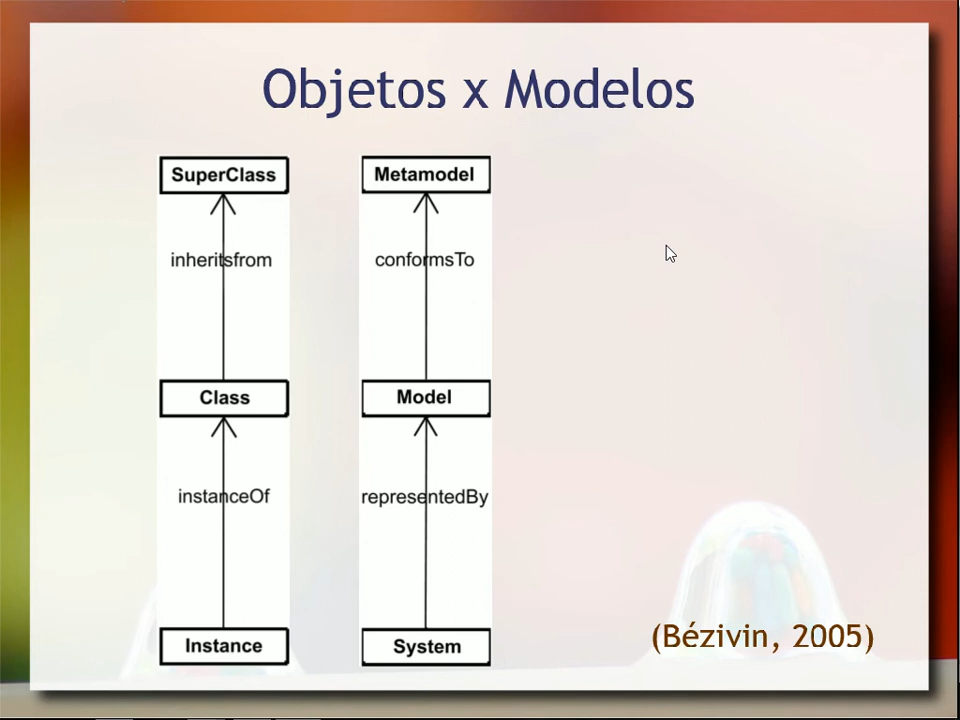 Objetos x Modelos
SuperClass
inheritsfrom
Class
instanceOf
Instance
Metamodel
conformsTo
Model
representedBy
System
(Bézivin, 2005)